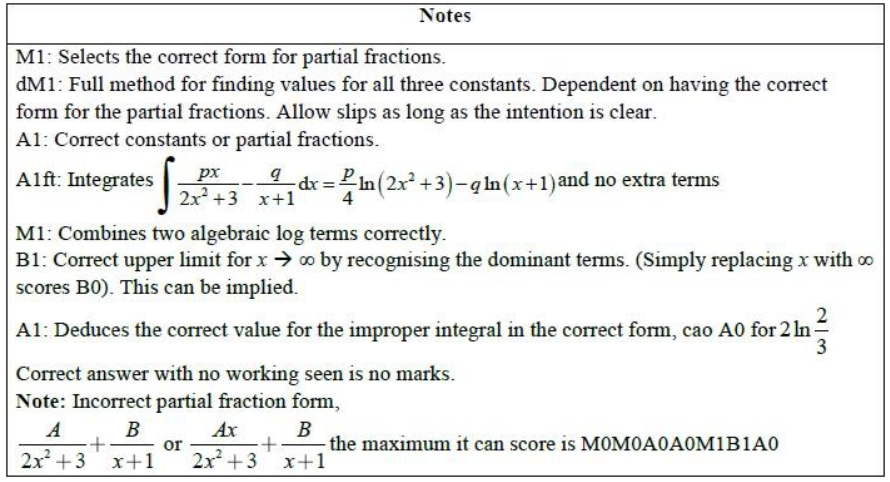 Notes
M1: Selects the correct form for partial fractions.
dM1: Full method for finding values for all three constants. Dependent on having the correct
form for the partial fractions. Allow slips as long as the intention is clear.
A1: Correct constants or partial fractions.
A1ft: Integrates ∫ px/(2x² + 3) − q/(x + 1) dx = p/4 ln(2x² + 3) − q ln(x + 1) and no extra terms
M1: Combines two algebraic log terms correctly.
B1: Correct upper limit for x → ∞ by recognising the dominant terms. (Simply replacing x with ∞
scores B0). This can be implied.
A1: Deduces the correct value for the improper integral in the correct form, cao A0 for 2 ln 2/3
Correct answer with no working seen is no marks.
Note: Incorrect partial fraction form,
A/(2x² + 3) + B/(x + 1) or Ax/(2x² + 3) + B/(x + 1) the maximum it can score is M0M0A0A0M1B1A0